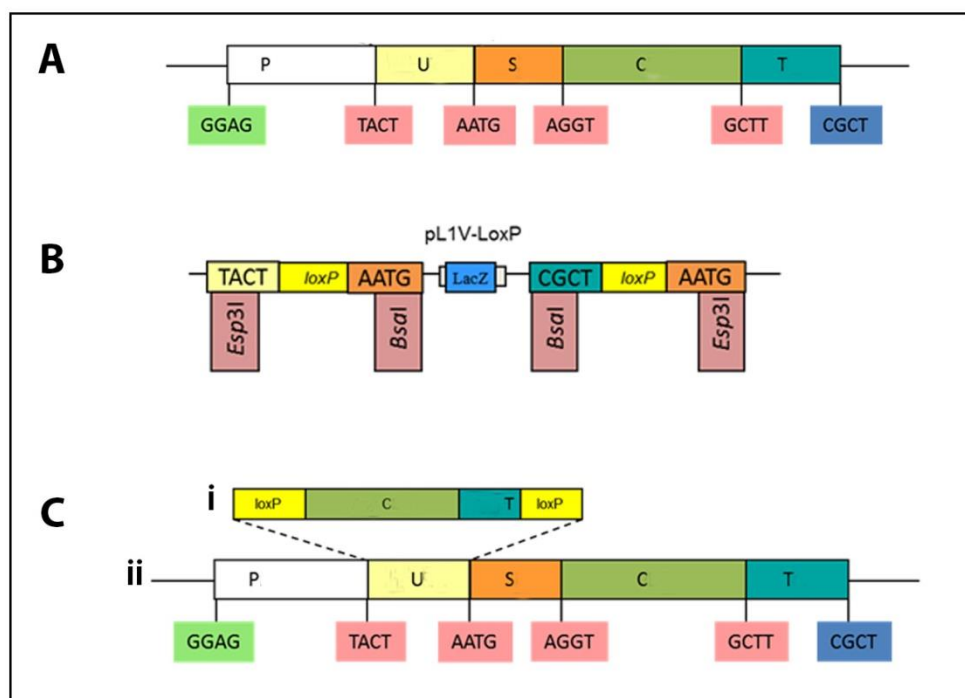 A
P U S C T
GGAG TACT AATG AGGT GCTT CGCT
pL1V-LoxP
B
TACT loxP AATG LacZ CGCT loxP AATG
Esp3I BsaI BsaI Esp3I
C
i
loxP C T loxP
ii
P U S C T
GGAG TACT AATG AGGT GCTT CGCT